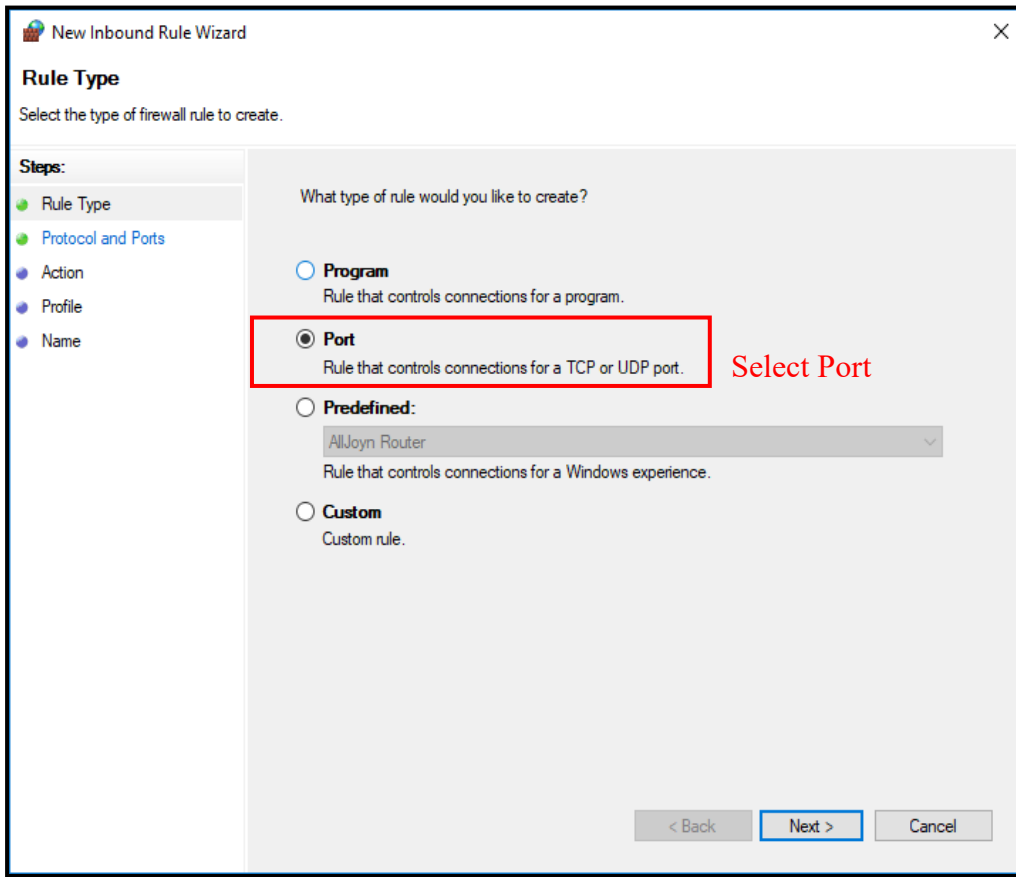 New Inbound Rule Wizard
Rule Type
Select the type of firewall rule to create.
Steps:
Rule Type
Protocol and Ports
Action
Profile
Name
What type of rule would you like to create?
Program
Rule that controls connections for a program.
Port
Rule that controls connections for a TCP or UDP port.
Select Port
Predefined:
AllJoyn Router
Rule that controls connections for a Windows experience.
Custom
Custom rule.
< Back
Next >
Cancel